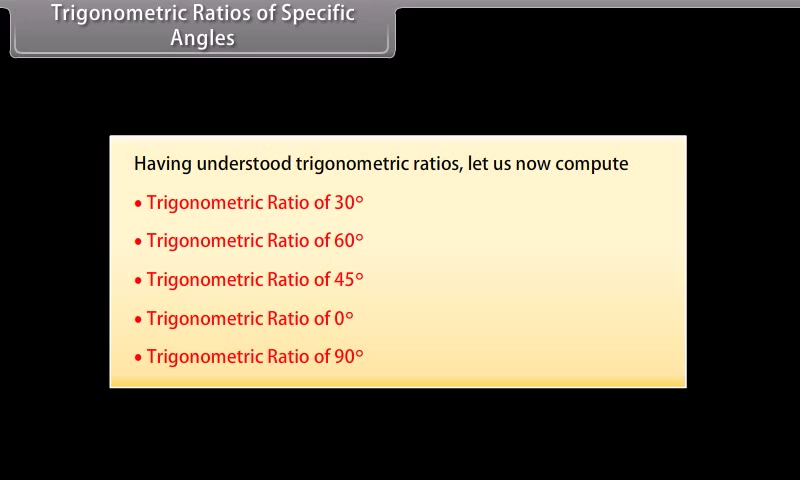 Trigonometric Ratios of Specific
Angles
Having understood trigonometric ratios, let us now compute
• Trigonometric Ratio of 30°
• Trigonometric Ratio of 60°
• Trigonometric Ratio of 45°
• Trigonometric Ratio of 0°
• Trigonometric Ratio of 90°